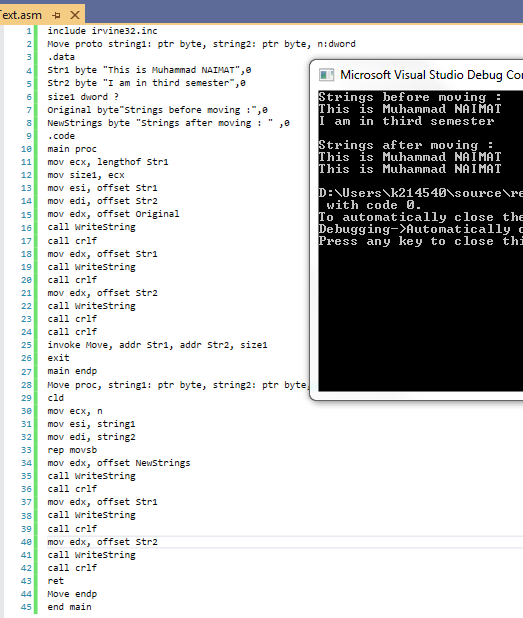 Text.asm
1 include irvine32.inc
2 Move proto string1: ptr byte, string2: ptr byte, n:dword
3 .data
4 Str1 byte "This is Muhammad NAIMAT",0
5 Str2 byte "I am in third semester",0
6 size1 dword ?
7 Original byte"Strings before moving :",0
8 NewStrings byte "Strings after moving : " ,0
9 .code
10 main proc
11 mov ecx, lengthof Str1
12 mov size1, ecx
13 mov esi, offset Str1
14 mov edi, offset Str2
15 mov edx, offset Original
16 call WriteString
17 call crlf
18 mov edx, offset Str1
19 call WriteString
20 call crlf
21 mov edx, offset Str2
22 call WriteString
23 call crlf
24 call crlf
25 invoke Move, addr Str1, addr Str2, size1
26 exit
27 main endp
28 Move proc, string1: ptr byte, string2: ptr byte,
29 cld
30 mov ecx, n
31 mov esi, string1
32 mov edi, string2
33 rep movsb
34 mov edx, offset NewStrings
35 call WriteString
36 call crlf
37 mov edx, offset Str1
38 call WriteString
39 call crlf
40 mov edx, offset Str2
41 call WriteString
42 call crlf
43 ret
44 Move endp
45 end main
Microsoft Visual Studio Debug Con
Strings before moving :
This is Muhammad NAIMAT
I am in third semester
Strings after moving :
This is Muhammad NAIMAT
This is Muhammad NAIMAT
D:\Users\k214540\source\re
with code 0.
To automatically close the
Debugging->Automatically c
Press any key to close thi